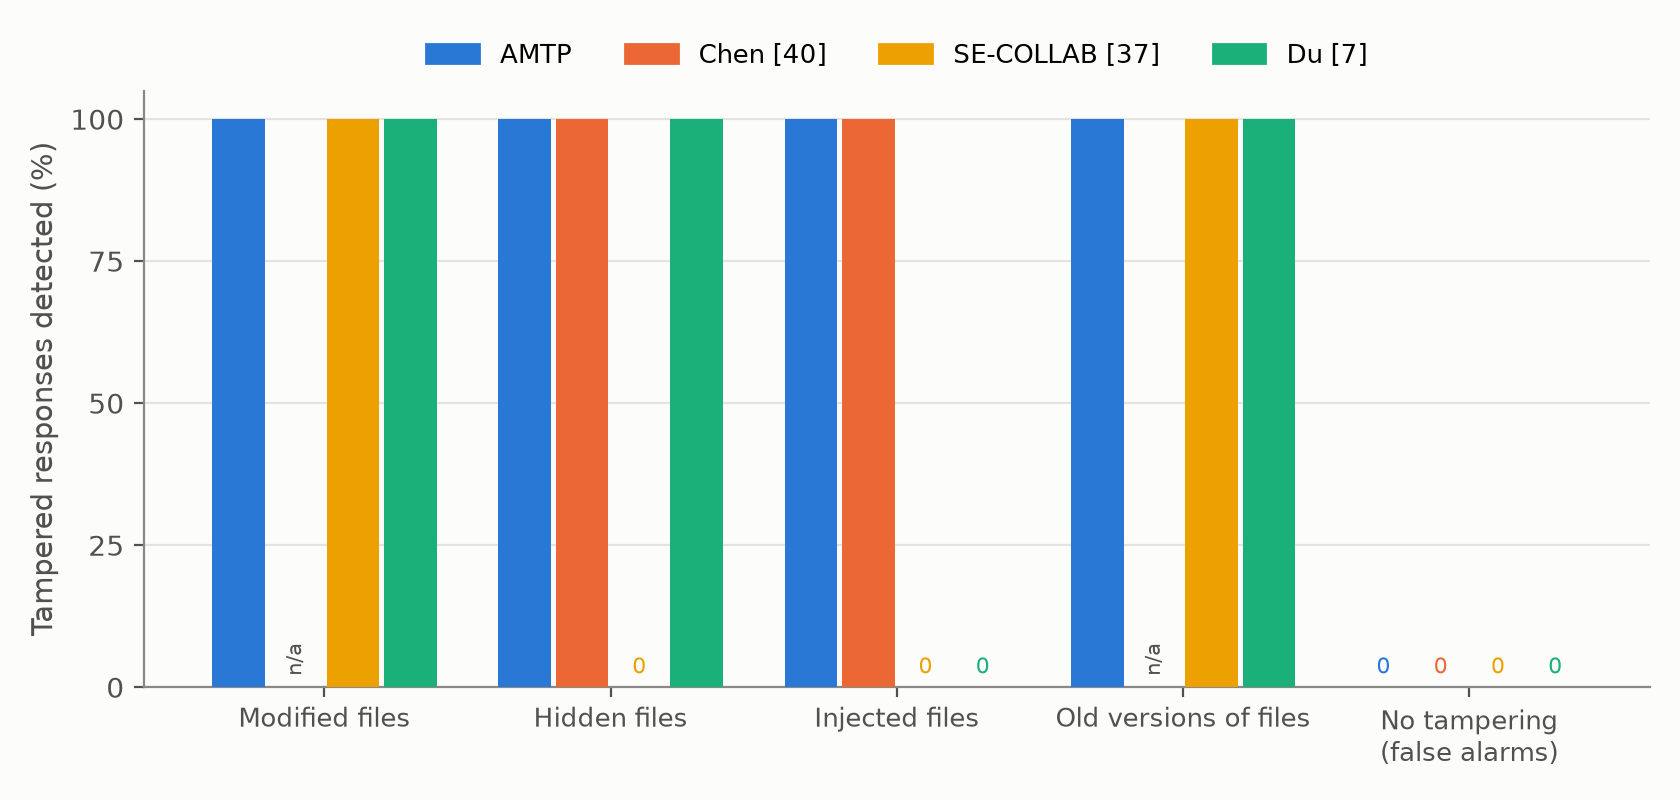 AMTP
Chen [40]
SE-COLLAB [37]
Du [7]
Tampered responses detected (%)
100
75
50
25
0
n/a
0
0
0
n/a
0
0
0
0
Modified files
Hidden files
Injected files
Old versions of files
No tampering
(false alarms)